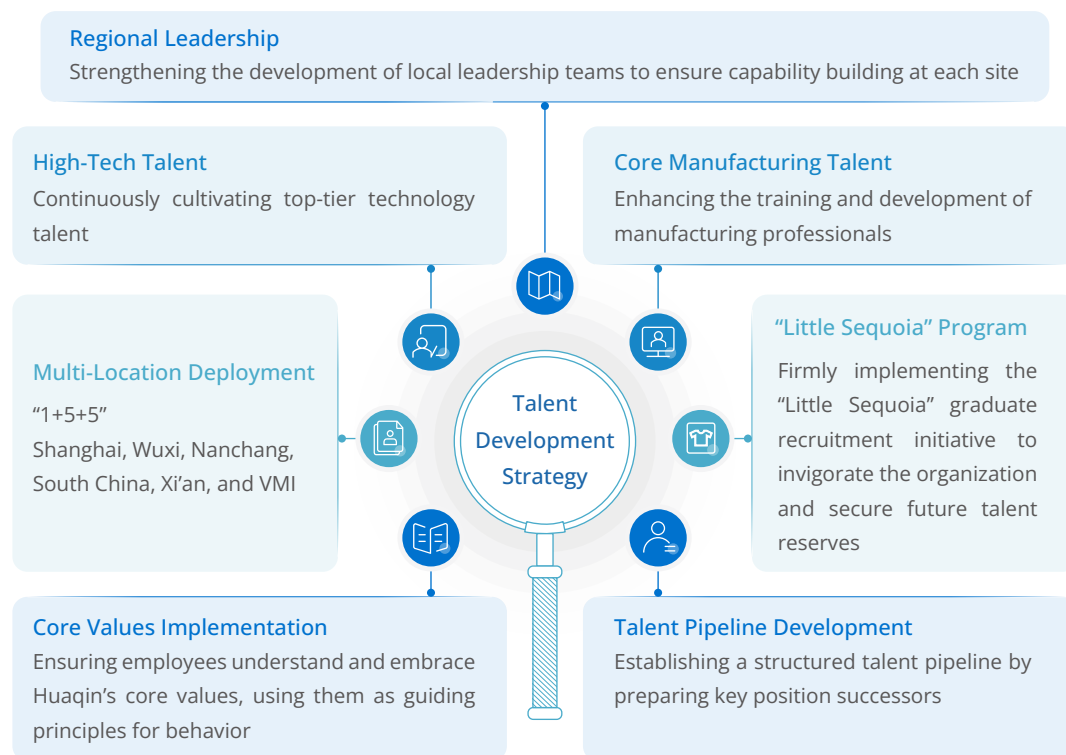 Regional Leadership
Strengthening the development of local leadership teams to ensure capability building at each site
High-Tech Talent
Continuously cultivating top-tier technology
talent
Core Manufacturing Talent
Enhancing the training and development of
manufacturing professionals
Multi-Location Deployment
“1+5+5”
Shanghai, Wuxi, Nanchang,
South China, Xi’an, and VMI
Talent
Development
Strategy
“Little Sequoia” Program
Firmly implementing the
“Little Sequoia” graduate
recruitment initiative to
invigorate the organization
and secure future talent
reserves
Core Values Implementation
Ensuring employees understand and embrace
Huaqin’s core values, using them as guiding
principles for behavior
Talent Pipeline Development
Establishing a structured talent pipeline by
preparing key position successors